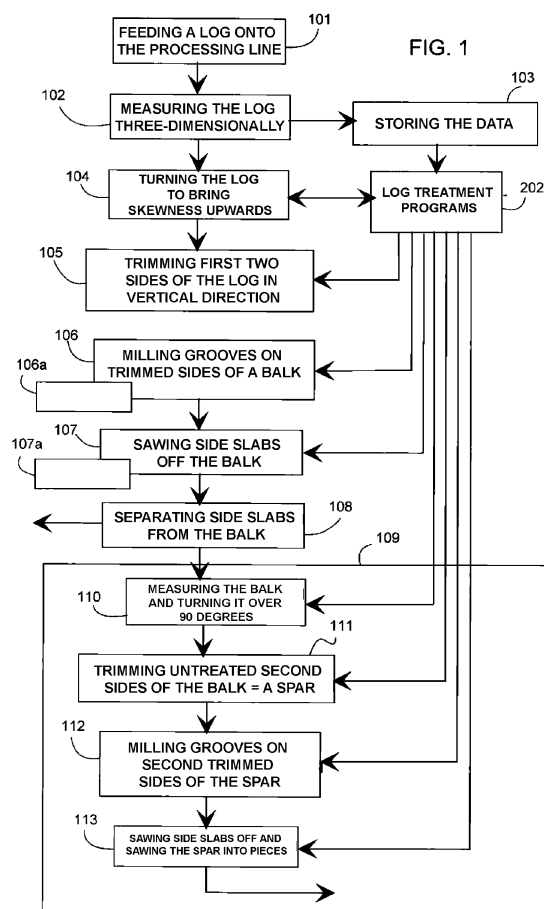 101
FEEDING A LOG ONTO
THE PROCESSING LINE
FIG. 1
102
MEASURING THE LOG
THREE-DIMENSIONALLY
103
STORING THE DATA
104
TURNING THE LOG
TO BRING
SKEWNESS UPWARDS
LOG TREATMENT
PROGRAMS
202
105
TRIMMING FIRST TWO
SIDES OF THE LOG IN
VERTICAL DIRECTION
106
MILLING GROOVES ON
TRIMMED SIDES OF A BALK
106a
107
SAWING SIDE SLABS
OFF THE BALK
107a
SEPARATING SIDE SLABS
FROM THE BALK
108
109
110
MEASURING THE BALK
AND TURNING IT OVER
90 DEGREES
111
TRIMMING UNTREATED SECOND
SIDES OF THE BALK = A SPAR
112
MILLING GROOVES ON
SECOND TRIMMED
SIDES OF THE SPAR
113
SAWING SIDE SLABS OFF AND
SAWING THE SPAR INTO PIECES